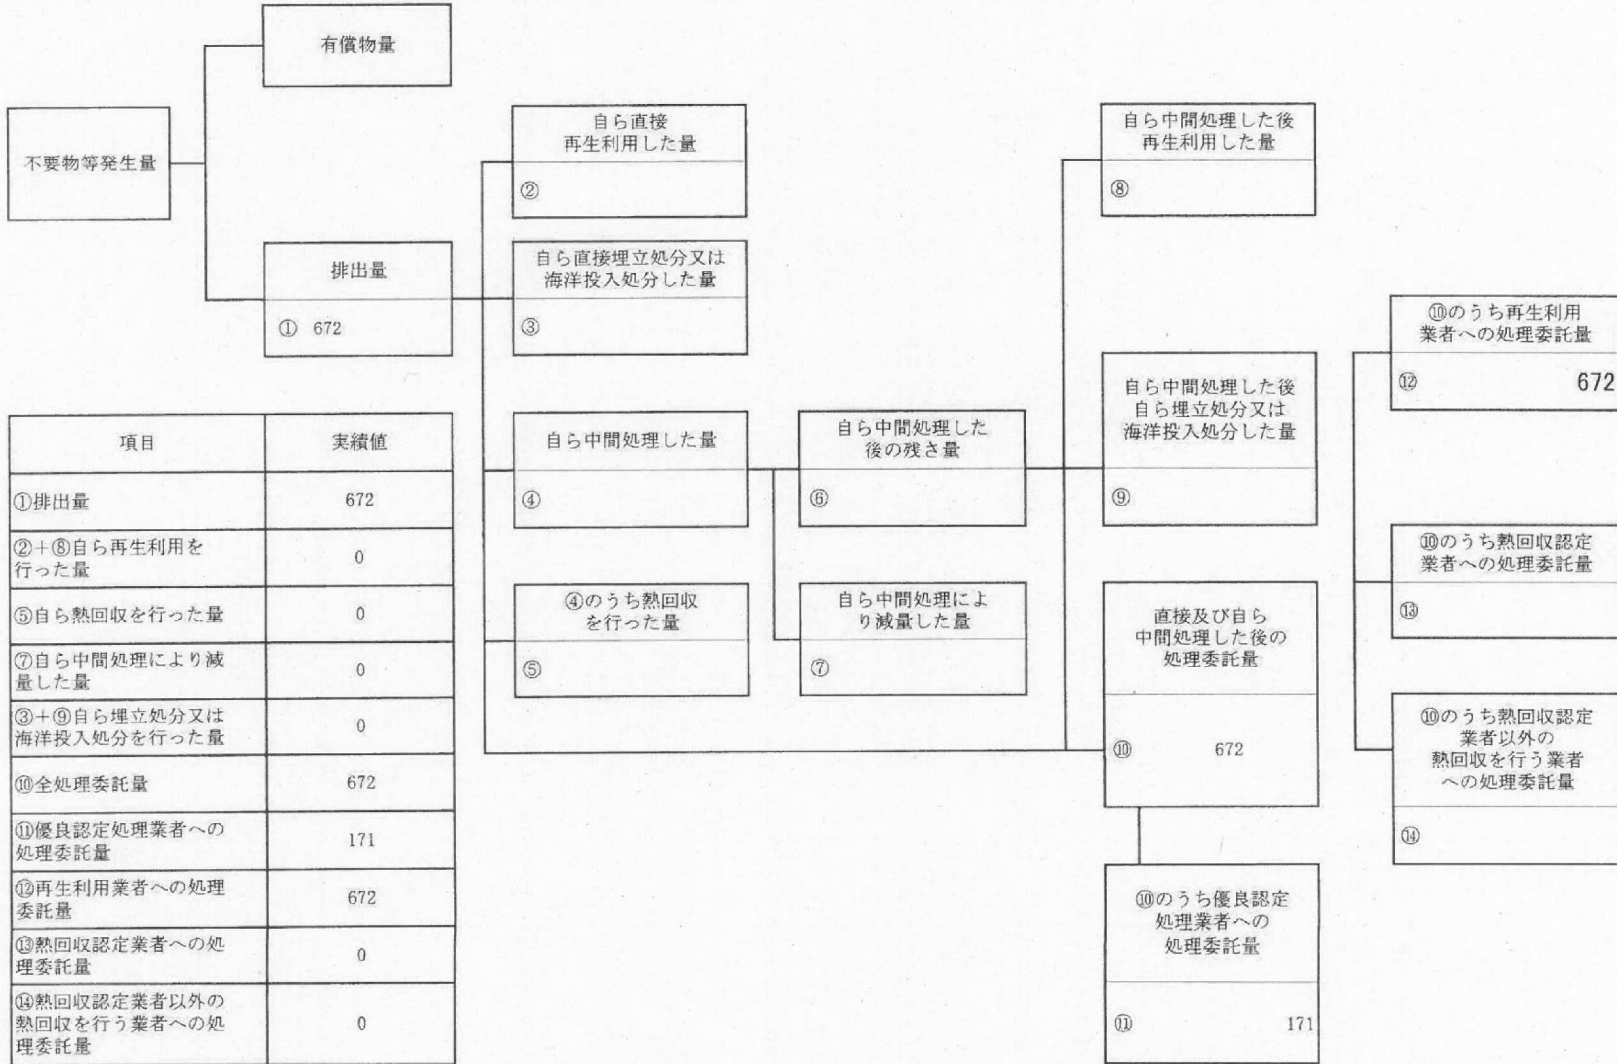 有償物量
不要物等発生量
排出量
① 672
自ら直接
再生利用した量
②
自ら直接埋立処分又は
海洋投入処分した量
③
自ら中間処理した量
④
④のうち熱回収
を行った量
⑤
自ら中間処理した
後の残さ量
⑥
自ら中間処理によ
り減量した量
⑦
自ら中間処理した後
再生利用した量
⑧
自ら中間処理した後
自ら埋立処分又は
海洋投入処分した量
⑨
直接及び自ら
中間処理した後の
処理委託量
⑩ 672
⑩のうち優良認定
処理業者への
処理委託量
⑪ 171
⑩のうち再生利用
業者への処理委託量
⑫ 672
⑩のうち熱回収認定
業者への処理委託量
⑬
⑩のうち熱回収認定
業者以外の
熱回収を行う業者
への処理委託量
⑭
項目 実績値
①排出量 672
②+⑧自ら再生利用を
行った量 0
⑤自ら熱回収を行った量 0
⑦自ら中間処理により減
量した量 0
③+⑨自ら埋立処分又は
海洋投入処分を行った量 0
⑩全処理委託量 672
⑪優良認定処理業者への
処理委託量 171
⑫再生利用業者への処理
委託量 672
⑬熱回収認定業者への処
理委託量 0
⑭熱回収認定業者以外の
熱回収を行う業者への処
理委託量 0